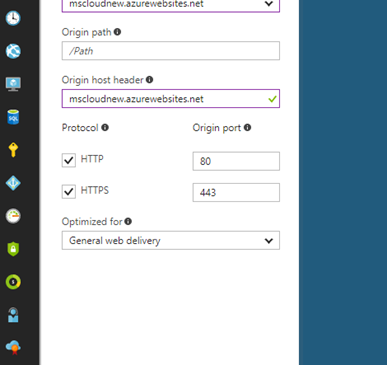 mscloudnew.azurewebsites.net
Origin path
/Path
Origin host header
mscloudnew.azurewebsites.net
Protocol Origin port
HTTP 80
HTTPS 443
Optimized for
General web delivery
SQL